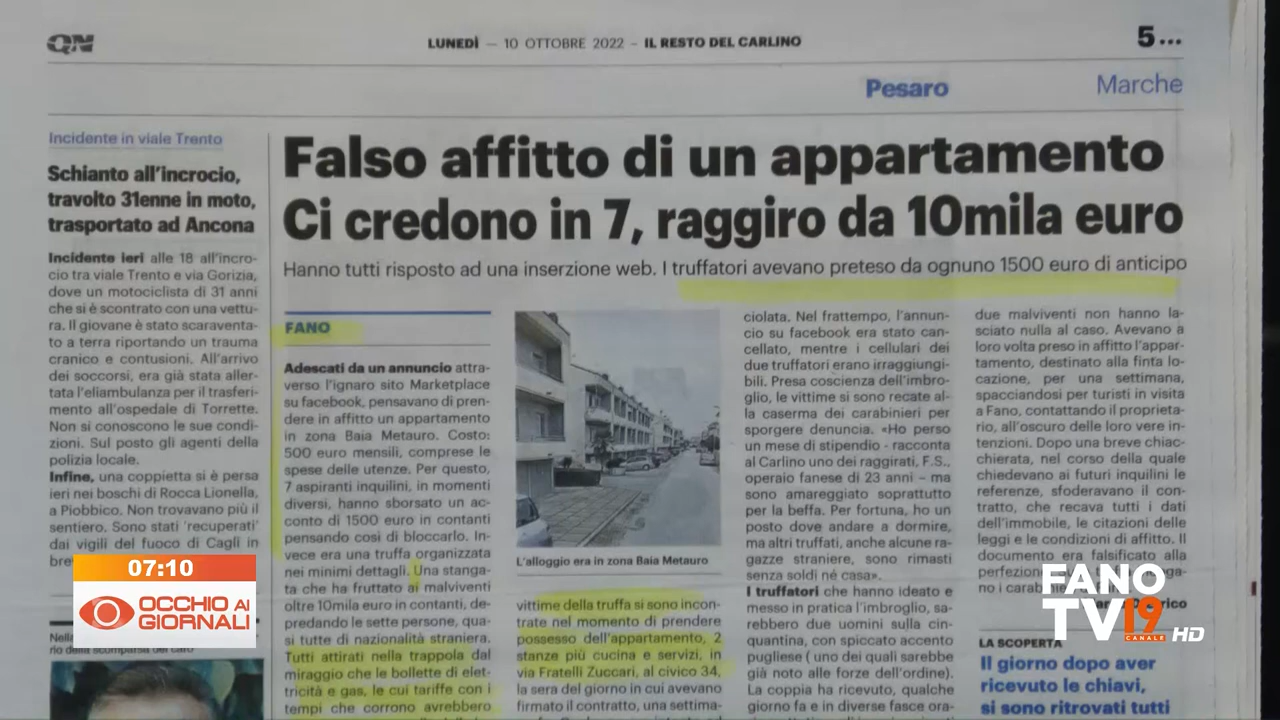 QN
LUNEDÌ — 10 OTTOBRE 2022 – IL RESTO DEL CARLINO
5...
Pesaro
Marche
Incidente in viale Trento
Schianto all'incrocio,
travolto 31enne in moto,
trasportato ad Ancona
Incidente ieri alle 18 all'incro-
cio tra viale Trento e via Gorizia,
dove un motociclista di 31 anni
che si è scontrato con una vettu-
ra. Il giovane è stato scaraventa-
to a terra riportando un trauma
cranico e contusioni. All'arrivo
dei soccorsi, era già stata aller-
tata l'eliambulanza per il trasferi-
mento all'ospedale di Torrette.
Non si conoscono le sue condi-
zioni. Sul posto gli agenti della
polizia locale.
Infine, una coppietta si è persa
ieri nei boschi di Rocca Lionella,
a Piobbico. Non trovavano più il
sentiero. Sono stati 'recuperati'
dai vigili del fuoco di Cagli in
Falso affitto di un appartamento
Ci credono in 7, raggiro da 10mila euro
Hanno tutti risposto ad una inserzione web. I truffatori avevano preteso da ognuno 1500 euro di anticipo
FANO
Adescati da un annuncio attra-
verso l'ignaro sito Marketplace
su facebook, pensavano di pren-
dere in affitto un appartamento
in zona Baia Metauro. Costo:
500 euro mensili, comprese le
spese delle utenze. Per questo,
7 aspiranti inquilini, in momenti
diversi, hanno sborsato un ac-
conto di 1500 euro in contanti
pensando così di bloccarlo. In-
vece era una truffa organizzata
nei minimi dettagli. Una stanga-
ta che ha fruttato ai malviventi
oltre 10mila euro in contanti, de-
predando le sette persone, qua-
si tutte di nazionalità straniera.
Tutti attirati nella trappola dal
miraggio che le bollette di elet-
tricità e gas, le cui tariffe con i
tempi che corrono avrebbero
L'alloggio era in zona Baia Metauro
vittime della truffa si sono incon-
trate nel momento di prendere
possesso dell'appartamento, 2
stanze più cucina e servizi, in
via Fratelli Zuccari, al civico 34,
la sera del giorno in cui avevano
firmato il contratto, una settima-
ciolata. Nel frattempo, l'annun-
cio su facebook era stato can-
cellato, mentre i cellulari dei
due truffatori erano irraggiungi-
bili. Presa coscienza dell'imbro-
glio, le vittime si sono recate al-
la caserma dei carabinieri per
sporgere denuncia. «Ho perso
un mese di stipendio - racconta
al Carlino uno dei raggirati, F.S.,
operaio fanese di 23 anni – ma
sono amareggiato soprattutto
per la beffa. Per fortuna, ho un
posto dove andare a dormire,
ma altri truffati, anche alcune ra-
gazze straniere, sono rimasti
senza soldi né casa».
I truffatori che hanno ideato e
messo in pratica l'imbroglio, sa-
rebbero due uomini sulla cin-
quantina, con spiccato accento
pugliese ( uno dei quali sarebbe
già noto alle forze dell'ordine).
La coppia ha ricevuto, qualche
giorno fa e in diverse fasce ora-
due malviventi non hanno la-
sciato nulla al caso. Avevano a
loro volta preso in affitto l'appar-
tamento, destinato alla finta lo-
cazione, per una settimana,
spacciandosi per turisti in visita
a Fano, contattando il proprieta-
rio, all'oscuro delle loro vere in-
tenzioni. Dopo una breve chiac-
chierata, nel corso della quale
chiedevano ai futuri inquilini le
referenze, sfoderavano il con-
tratto, che recava tutti i dati
dell'immobile, le citazioni delle
leggi e le condizioni di affitto. Il
documento era falsificato alla
LA SCOPERTA
Il giorno dopo aver
ricevuto le chiavi,
si sono ritrovati tutti
07:10
OCCHIO AI
GIORNALI
FANO
TV19
CANALE HD